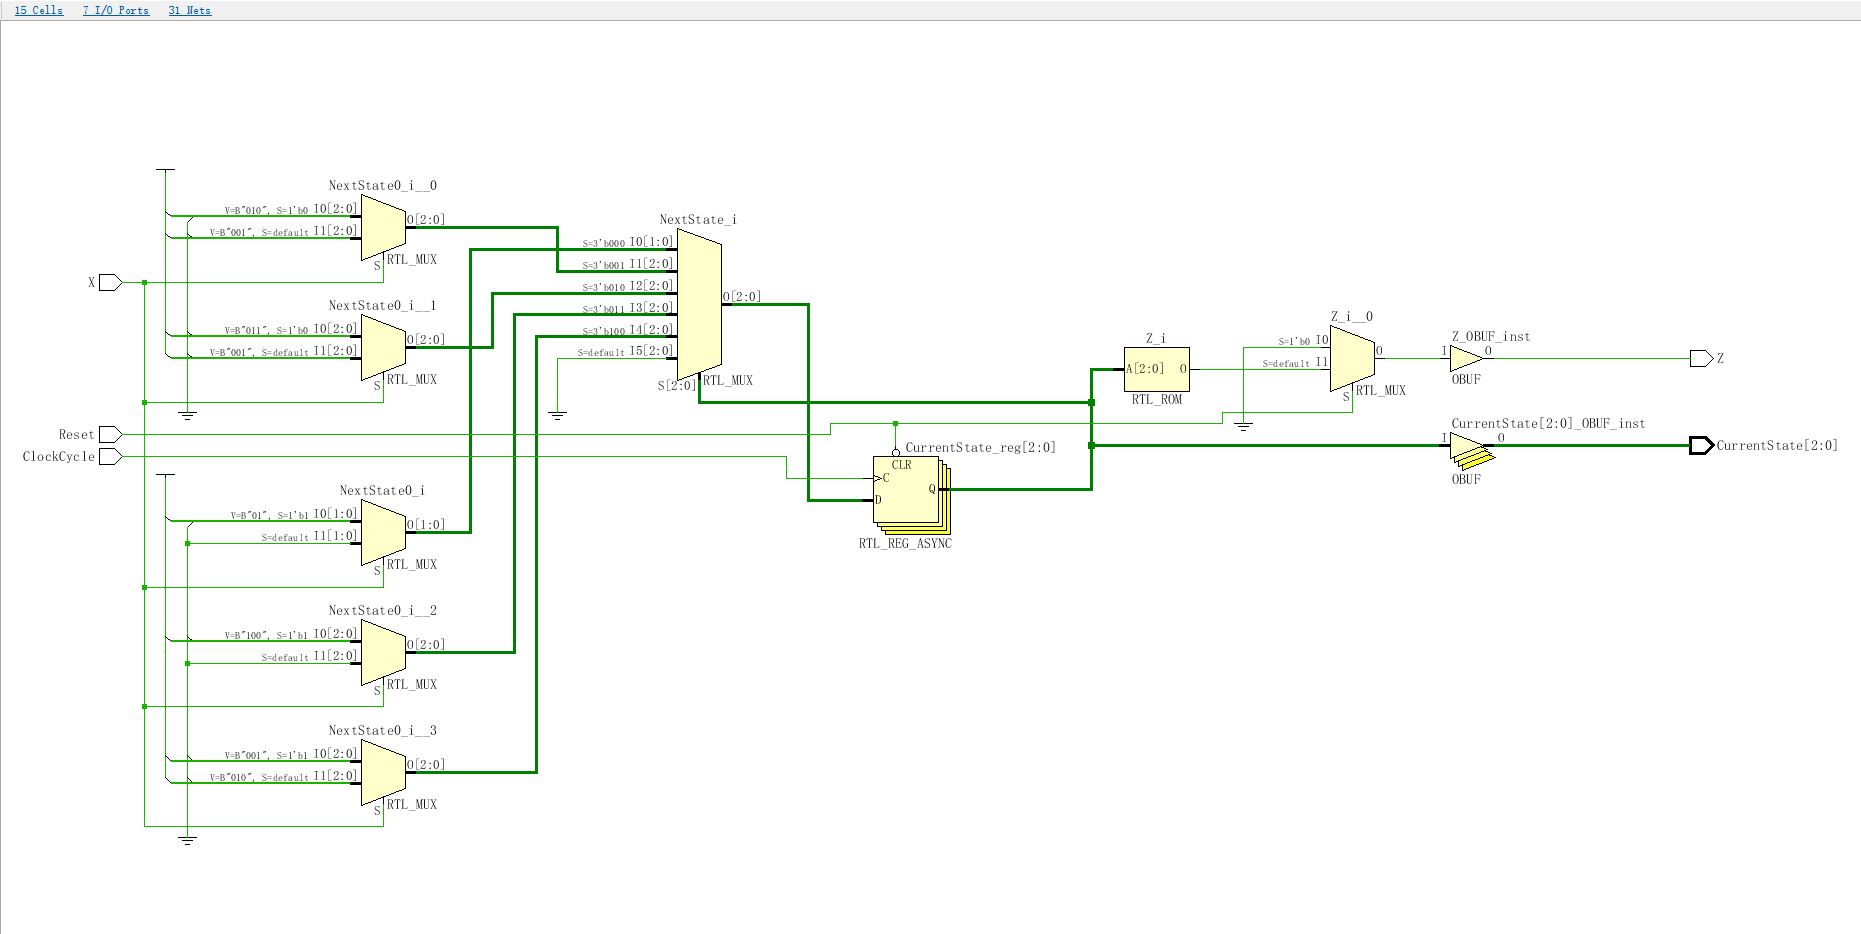 15 Cells 7 I/O Ports 31 Nets
NextState0_i__0
V=B"010", S=1'b0 I0[2:0]
V=B"001", S=default I1[2:0]
O[2:0]
S
RTL_MUX
X
NextState0_i__1
V=B"011", S=1'b0 I0[2:0]
V=B"001", S=default I1[2:0]
O[2:0]
S
RTL_MUX
NextState_i
S=3'b000 I0[1:0]
S=3'b001 I1[2:0]
S=3'b010 I2[2:0]
S=3'b011 I3[2:0]
S=3'b100 I4[2:0]
S=default I5[2:0]
O[2:0]
S[2:0]
RTL_MUX
Reset
ClockCycle
NextState0_i
V=B"01", S=1'b1 I0[1:0]
S=default I1[1:0]
O[1:0]
S
RTL_MUX
NextState0_i__2
V=B"100", S=1'b1 I0[2:0]
S=default I1[2:0]
O[2:0]
S
RTL_MUX
NextState0_i__3
V=B"001", S=1'b1 I0[2:0]
V=B"010", S=default I1[2:0]
O[2:0]
S
RTL_MUX
CurrentState_reg[2:0]
CLR
C
D
Q
RTL_REG_ASYNC
Z_i
A[2:0] O
RTL_ROM
Z_i__0
S=1'b0 I0
S=default I1
O
S
RTL_MUX
Z_OBUF_inst
I O
OBUF
Z
CurrentState[2:0]_OBUF_inst
I O
OBUF
CurrentState[2:0]